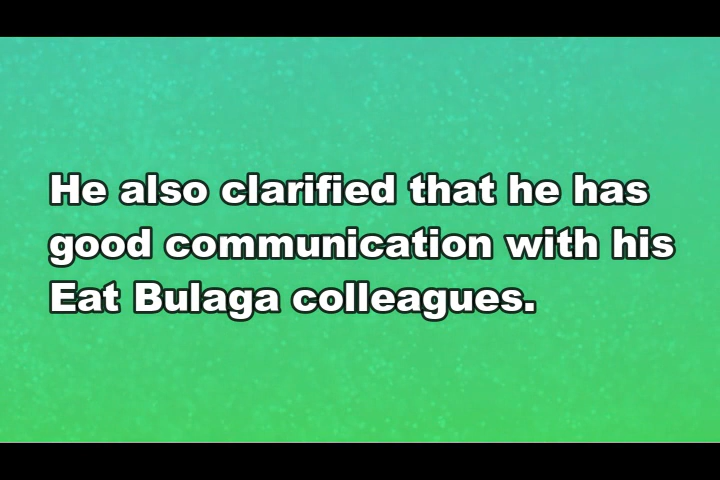 He also clarified that he has
good communication with his
Eat Bulaga colleagues.